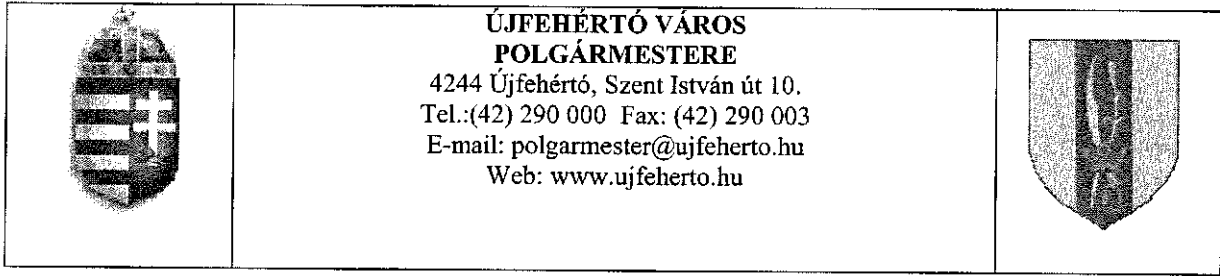 ÚJFEHÉRTÓ VÁROS
POLGÁRMESTERE
4244 Újfehértó, Szent István út 10.
Tel.:(42) 290 000 Fax: (42) 290 003
E-mail: polgarmester@ujfeherto.hu
Web: www.ujfeherto.hu